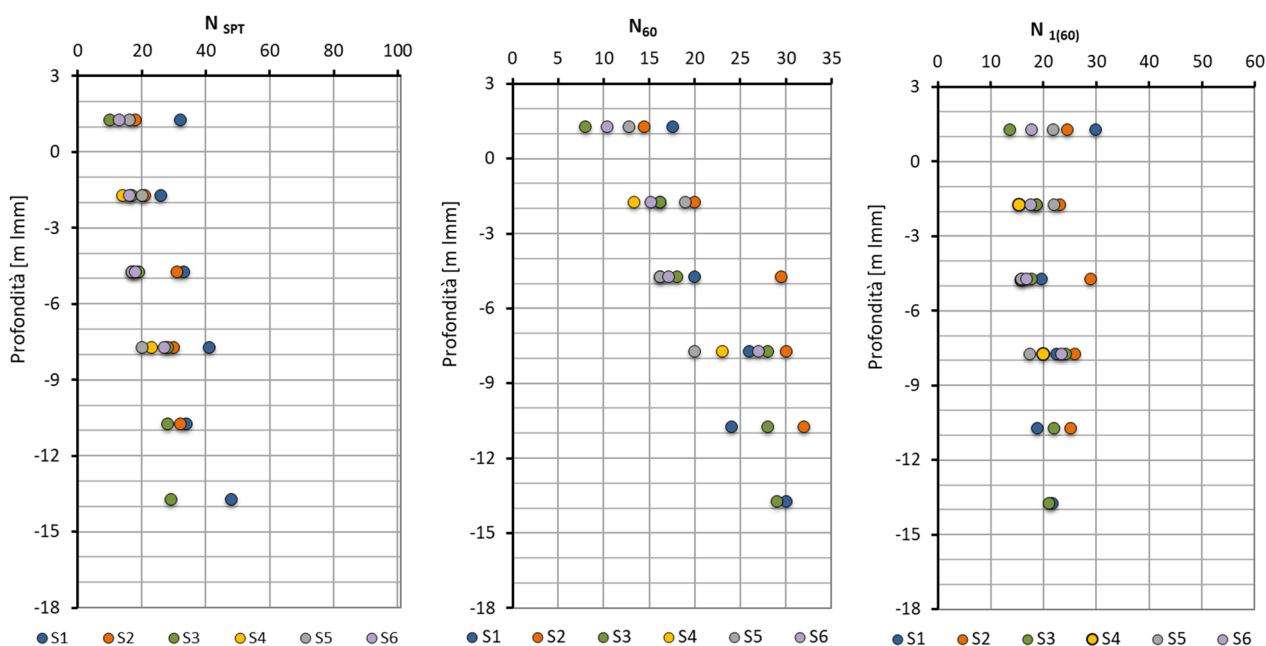 N SPT
0 20 40 60 80 100
3
0
-3
-6
-9
-12
-15
-18
Profondità [m lmm]
S1 S2 S3 S4 S5 S6
N60
0 5 10 15 20 25 30 35
3
0
-3
-6
-9
-12
-15
-18
Profondità [m lmm]
S1 S2 S3 S4 S5 S6
N 1(60)
0 10 20 30 40 50 60
3
0
-3
-6
-9
-12
-15
-18
Profondità [m lmm]
S1 S2 S3 S4 S5 S6